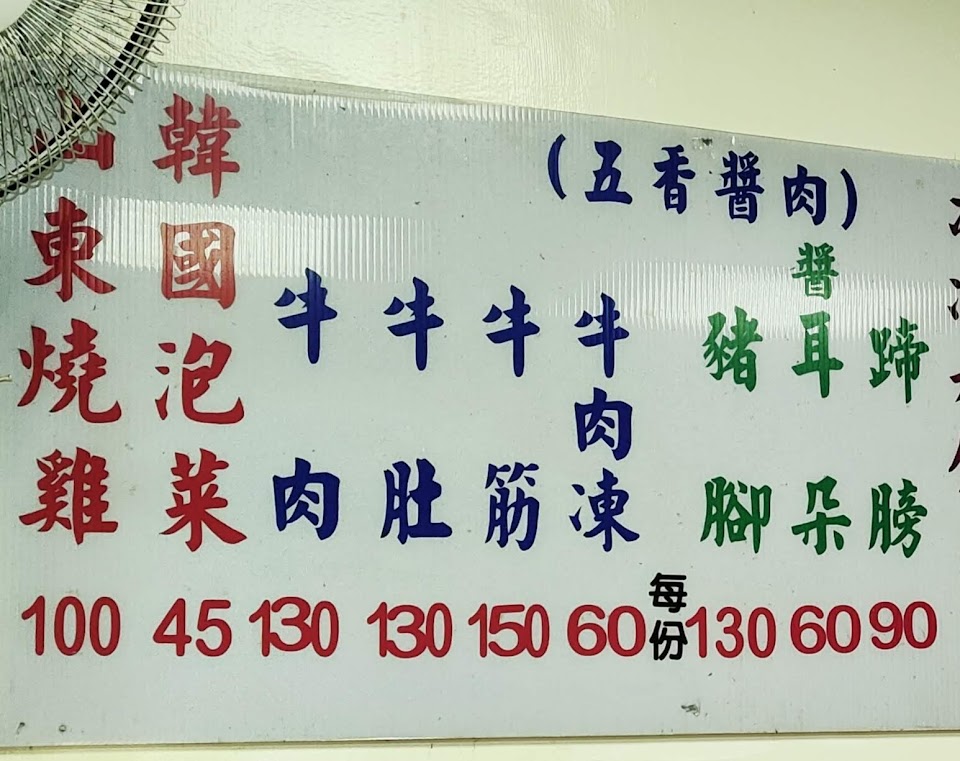 山東燒雞
100
韓國泡菜
45
(五香醬肉)
牛肉
130
牛肚
130
牛筋
150
牛肉凍
60
每份
豬腳
130
醬耳朵
60
蹄膀
90